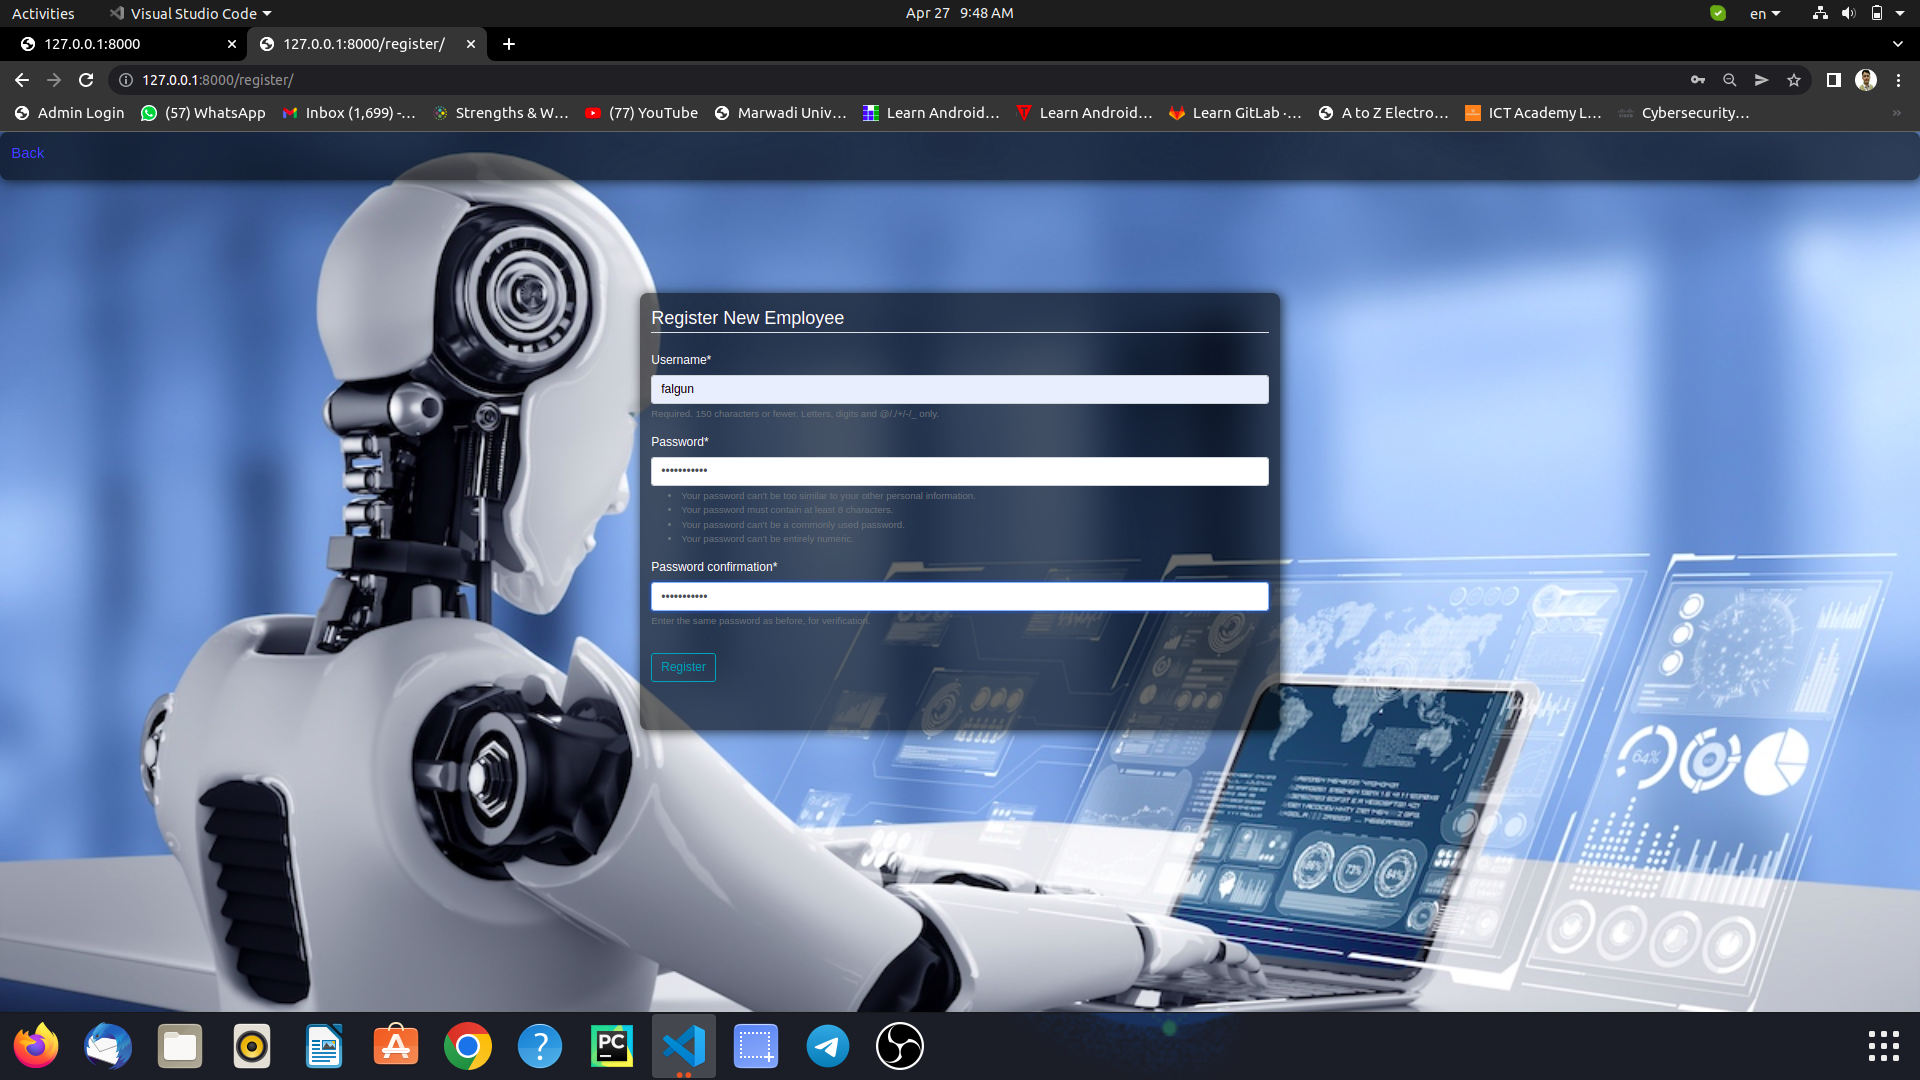 Activities Visual Studio Code Apr 27 9:48 AM en
127.0.0.1:8000 127.0.0.1:8000/register/
127.0.0.1:8000/register/
Admin Login (57) WhatsApp Inbox (1,699) -... Strengths & W... (77) YouTube Marwadi Univ... Learn Android... Learn Android... Learn GitLab -... A to Z Electro... ICT Academy L... Cybersecurity...
Back
Register New Employee
Username*
falgun
Required. 150 characters or fewer. Letters, digits and @/./+/-/_ only.
Password*
•••••••••••
• Your password can't be too similar to your other personal information.
• Your password must contain at least 8 characters.
• Your password can't be a commonly used password.
• Your password can't be entirely numeric.
Password confirmation*
•••••••••••
Enter the same password as before, for verification.
Register
64%
73%
64%
PC